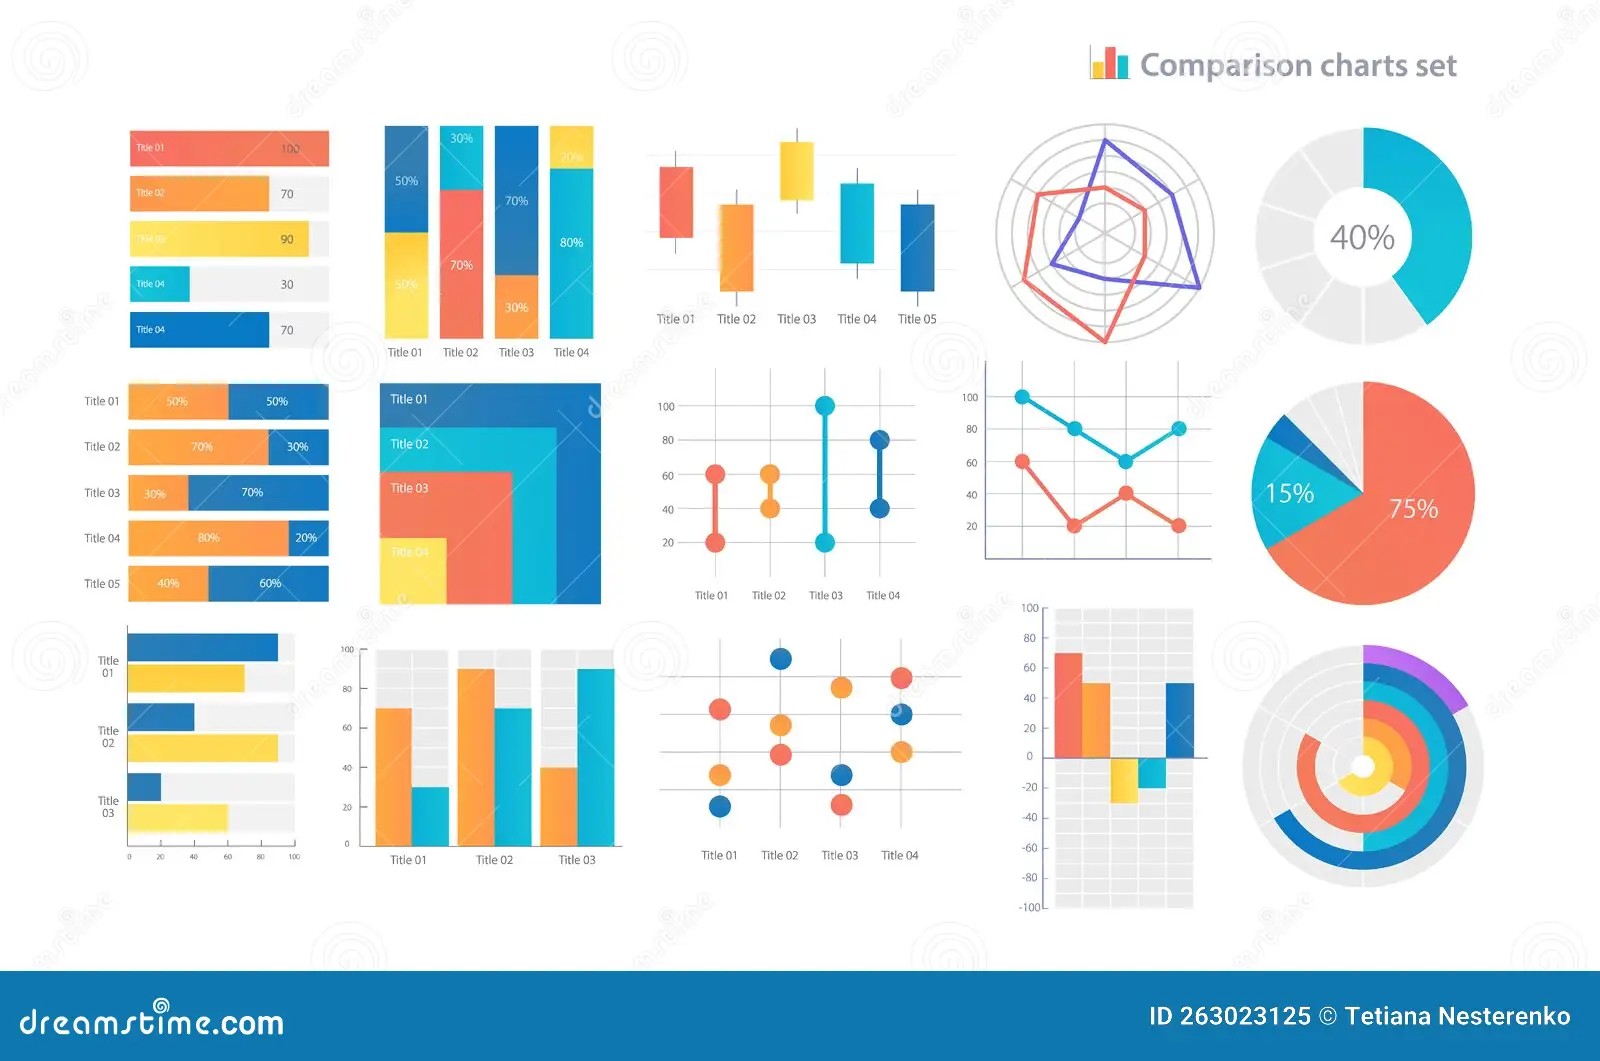 Comparison charts set
Title 01 100
Title 02 70
Title 03 90
Title 04 30
Title 04 70
50% 30% 70% 20%
50% 70% 30% 80%
Title 01 Title 02 Title 03 Title 04
Title 01 Title 02 Title 03 Title 04 Title 05
40%
Title 01 50% 50%
Title 02 70% 30%
Title 03 30% 70%
Title 04 80% 20%
Title 05 40% 60%
Title 01
Title 02
Title 03
Title 04
100
80
60
40
20
Title 01 Title 02 Title 03 Title 04
100
80
60
40
20
15% 75%
Title
01
Title
02
Title
03
0 20 40 60 80 100
100
80
60
40
20
0
Title 01 Title 02 Title 03
Title 01 Title 02 Title 03 Title 04
100
80
60
40
20
0
-20
-40
-60
-80
-100
dreamstime.com
ID 263023125 © Tetiana Nesterenko